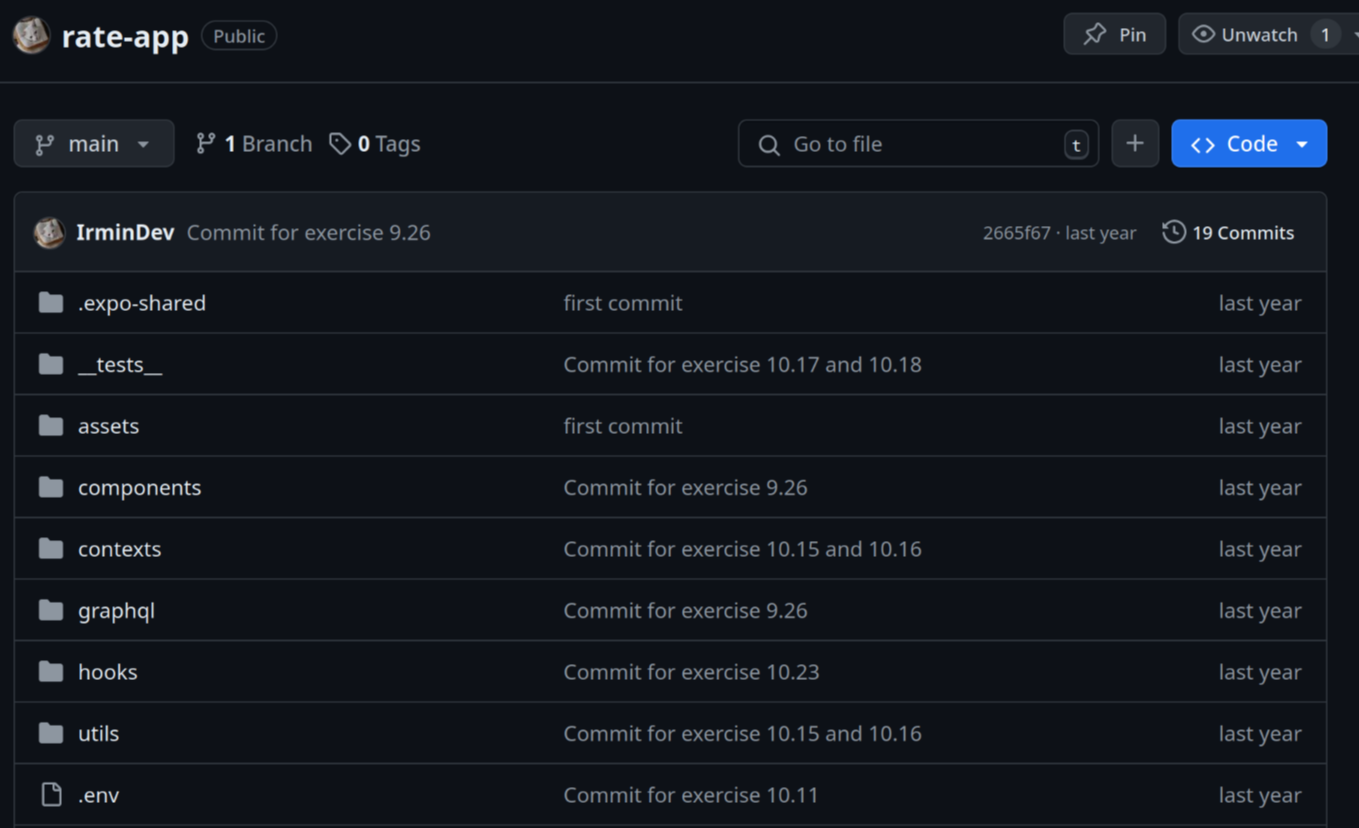 rate-app Public Pin Unwatch 1
main 1 Branch 0 Tags Go to file t + Code
IrminDev Commit for exercise 9.26 2665f67 · last year 19 Commits
.expo-shared first commit last year
__tests__ Commit for exercise 10.17 and 10.18 last year
assets first commit last year
components Commit for exercise 9.26 last year
contexts Commit for exercise 10.15 and 10.16 last year
graphql Commit for exercise 9.26 last year
hooks Commit for exercise 10.23 last year
utils Commit for exercise 10.15 and 10.16 last year
.env Commit for exercise 10.11 last year